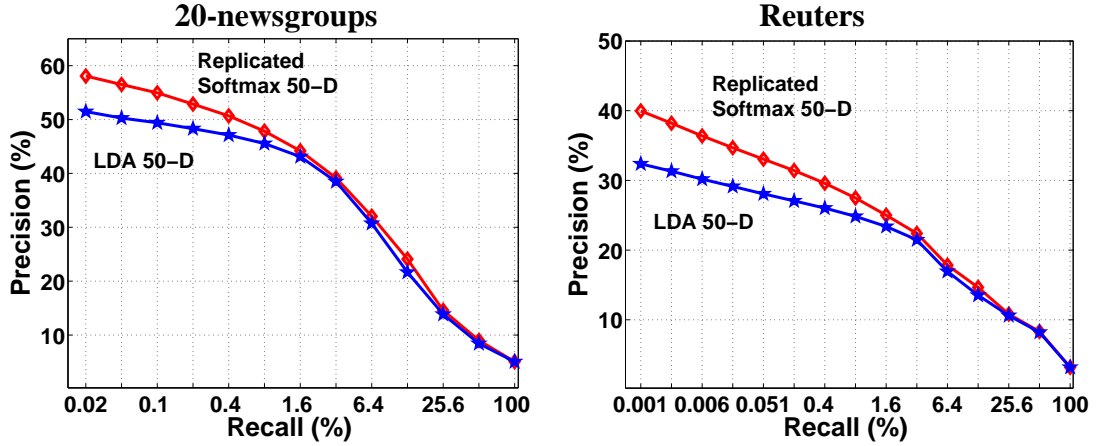 20-newsgroups
Precision (%)
60
50
40
30
20
10
Replicated
Softmax 50-D
LDA 50-D
0.02 0.1 0.4 1.6 6.4 25.6 100
Recall (%)
Reuters
Precision (%)
50
40
30
20
10
Replicated
Softmax 50-D
LDA 50-D
0.001 0.006 0.051 0.4 1.6 6.4 25.6 100
Recall (%)